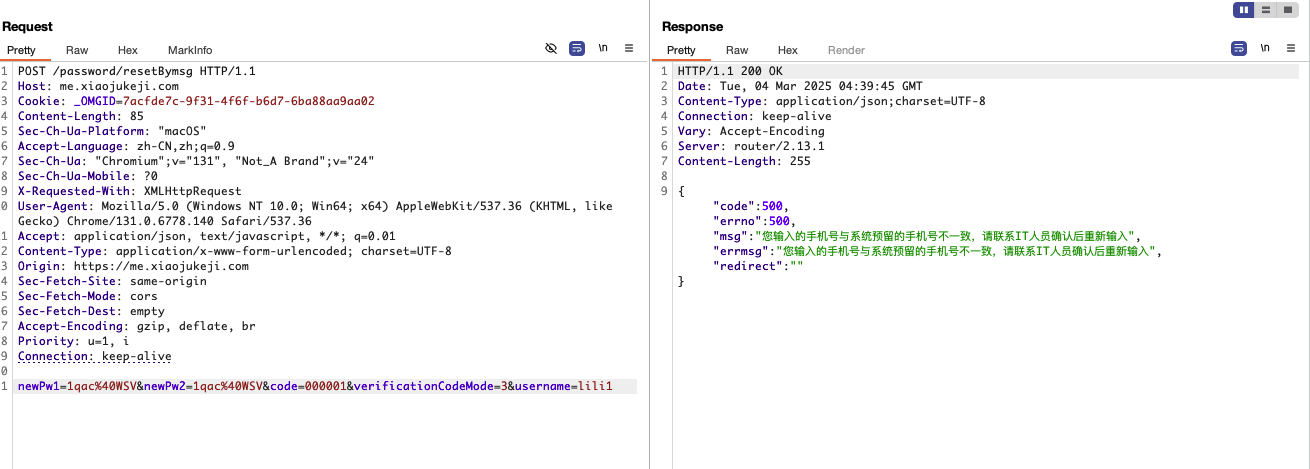 Request
Pretty Raw Hex MarkInfo
\n
1 POST /password/resetBymsg HTTP/1.1
2 Host: me.xiaojukeji.com
3 Cookie: _OMGID=7acfde7c-9f31-4f6f-b6d7-6ba88aa9aa02
4 Content-Length: 85
5 Sec-Ch-Ua-Platform: "macOS"
6 Accept-Language: zh-CN,zh;q=0.9
7 Sec-Ch-Ua: "Chromium";v="131", "Not_A Brand";v="24"
8 Sec-Ch-Ua-Mobile: ?0
9 X-Requested-With: XMLHttpRequest
0 User-Agent: Mozilla/5.0 (Windows NT 10.0; Win64; x64) AppleWebKit/537.36 (KHTML, like
Gecko) Chrome/131.0.6778.140 Safari/537.36
1 Accept: application/json, text/javascript, */*; q=0.01
2 Content-Type: application/x-www-form-urlencoded; charset=UTF-8
3 Origin: https://me.xiaojukeji.com
4 Sec-Fetch-Site: same-origin
5 Sec-Fetch-Mode: cors
6 Sec-Fetch-Dest: empty
7 Accept-Encoding: gzip, deflate, br
8 Priority: u=1, i
9 Connection: keep-alive
0
1 newPw1=1qac%40WSV&newPw2=1qac%40WSV&code=000001&verificationCodeMode=3&username=lili1
Response
Pretty Raw Hex Render
\n
1 HTTP/1.1 200 OK
2 Date: Tue, 04 Mar 2025 04:39:45 GMT
3 Content-Type: application/json;charset=UTF-8
4 Connection: keep-alive
5 Vary: Accept-Encoding
6 Server: router/2.13.1
7 Content-Length: 255
8
9 {
"code":500,
"errno":500,
"msg":"您输入的手机号与系统预留的手机号不一致，请联系IT人员确认后重新输入",
"errmsg":"您输入的手机号与系统预留的手机号不一致，请联系IT人员确认后重新输入",
"redirect":""
}